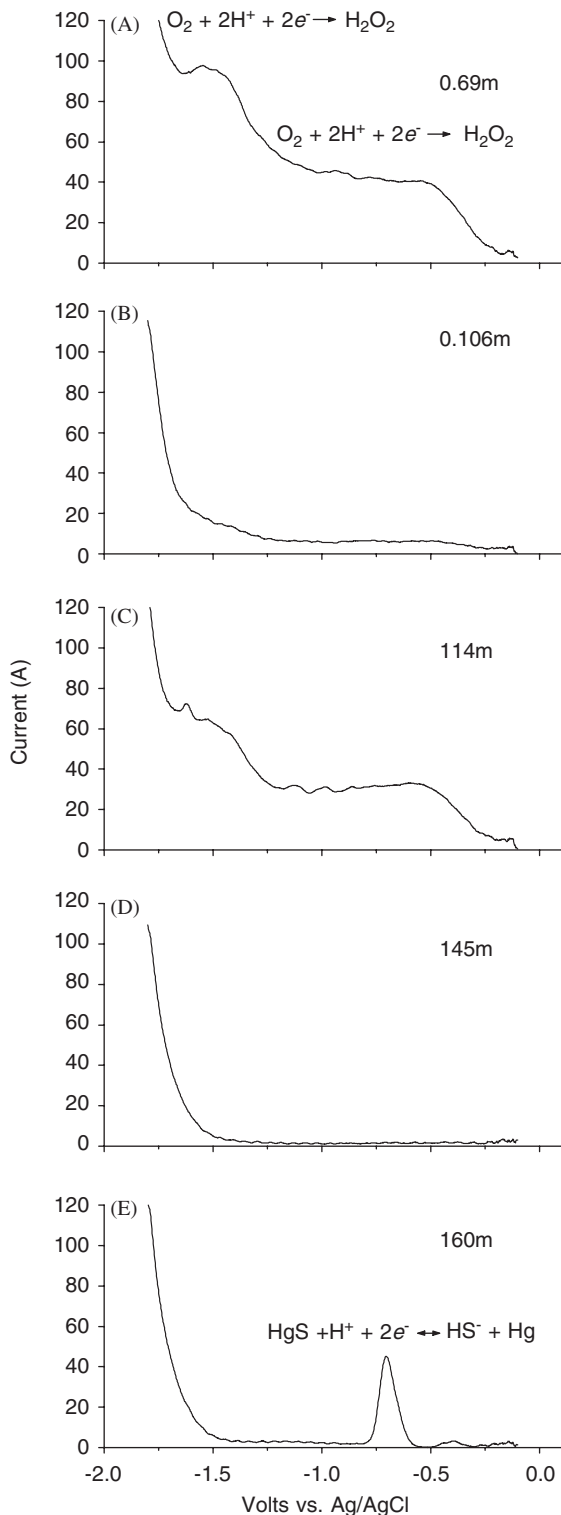 (A) O₂ + 2H⁺ + 2e⁻ → H₂O₂
120
100
80
60
40
20
0
0.69m
O₂ + 2H⁺ + 2e⁻ → H₂O₂
(B)
120
100
80
60
40
20
0
0.106m
(C)
120
100
80
60
40
20
0
114m
Current (A)
(D)
120
100
80
60
40
20
0
145m
(E)
120
100
80
60
40
20
0
160m
HgS +H⁺ + 2e⁻ ↔ HS⁻ + Hg
-2.0 -1.5 -1.0 -0.5 0.0
Volts vs. Ag/AgCl